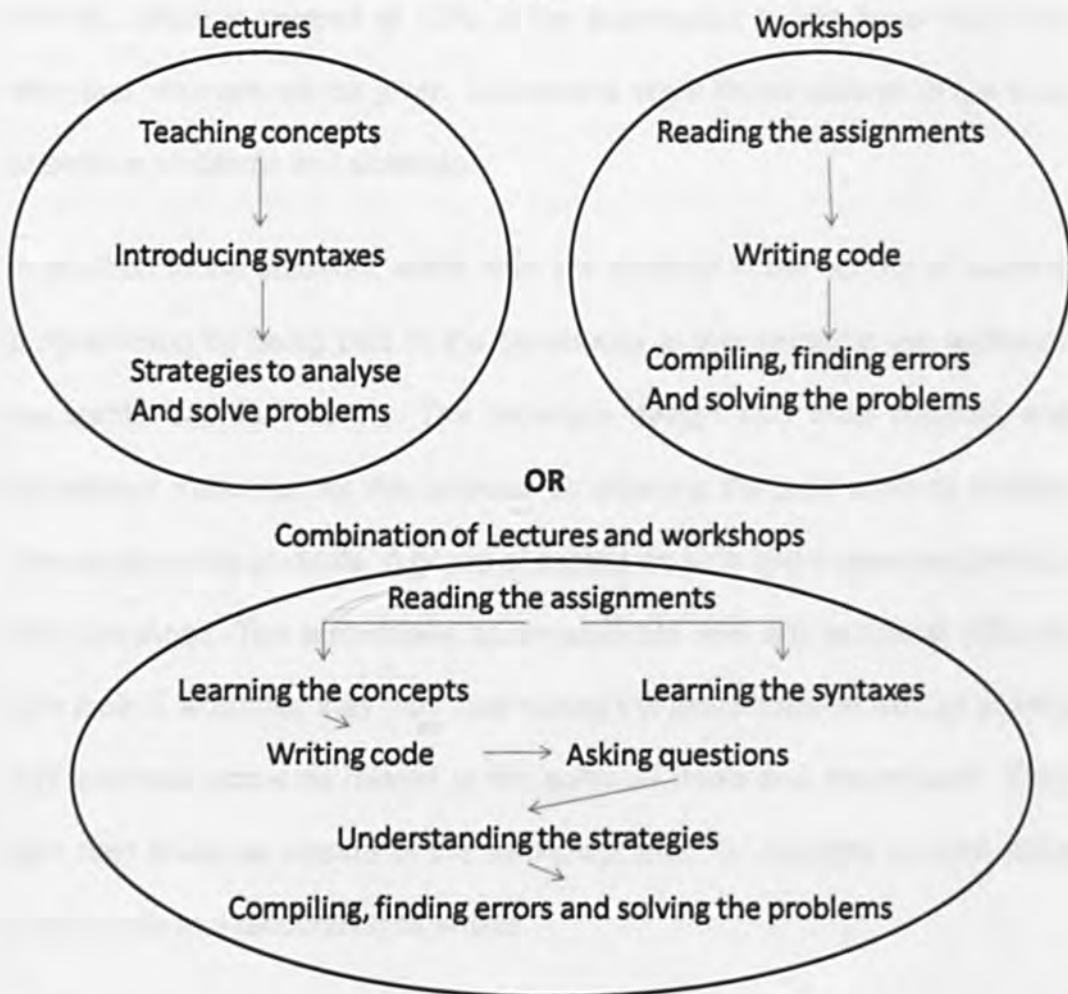 Lectures
Workshops
Teaching concepts
Introducing syntaxes
Strategies to analyse
And solve problems
Reading the assignments
Writing code
Compiling, finding errors
And solving the problems
OR
Combination of Lectures and workshops
Reading the assignments
Learning the concepts
Learning the syntaxes
Writing code
Asking questions
Understanding the strategies
Compiling, finding errors and solving the problems